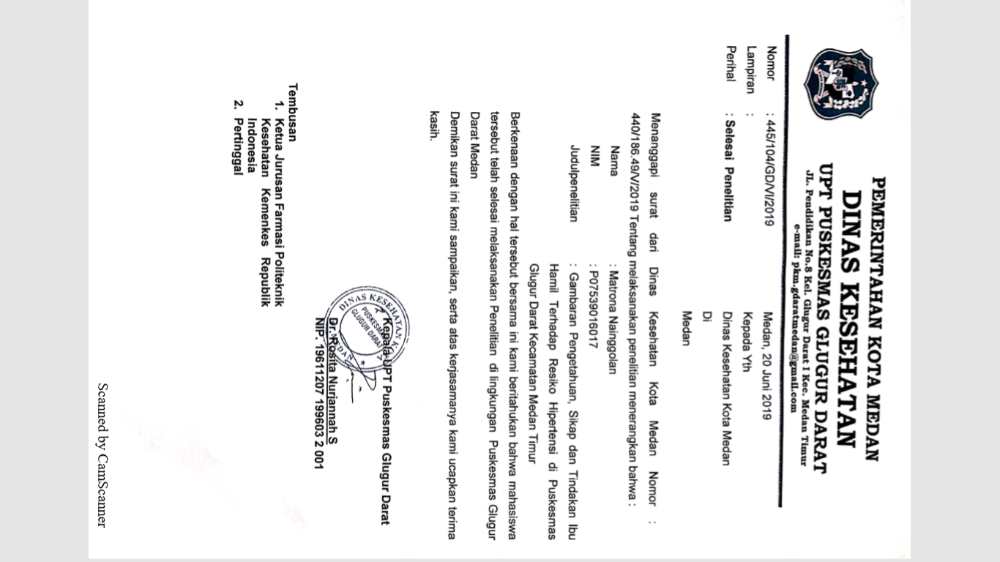 PEMERINTAHAN KOTA MEDAN
DINAS KESEHATAN
UPT PUSKESMAS GLUGUR DARAT
JL. Pendidikan No.8 Kel. Glugur Darat I Kec. Medan Timur
e-mail: pkm.gdaratmedan@gmail.com
Medan, 20 Juni 2019
Nomor : 445/104/GD/VI/2019
Kepada Yth
Lampiran :
Dinas Kesehatan Kota Medan
Perihal : Selesai Penelitian
Di
Medan
Menanggapi surat dari Dinas Kesehatan Kota Medan Nomor :
440/186.49/V/2019 Tentang melaksanakan penelitian menerangkan bahwa :
Nama : Matrona Nainggolan
NIM : P07539016017
Judulpenelitian : Gambaran Pengetahuan, Sikap dan Tindakan Ibu
Hamil Terhadap Resiko Hipertensi di Puskesmas
Glugur Darat Kecamatan Medan Timur
Berkenaan dengan hal tersebut bersama ini kami beritahukan bahwa mahasiswa
tersebut telah selesai melaksanakan Penelitian di lingkungan Puskesmas Glugur
Darat Medan
Demikan surat ini kami sampaikan, serta atas kerjasamanya kami ucapkan terima
kasih.
Kepala UPT Puskesmas Glugur Darat
DINAS KESEHATAN K
PUSKESMAS
GLUGUR DARAT
Dr. Rosita Nuriannah S
NIP. 19611207 199603 2 001
Tembusan
1. Ketua Jurusan Farmasi Politeknik
Kesehatan Kemenkes Republik
Indonesia
2. Pertinggal
Scanned by CamScanner